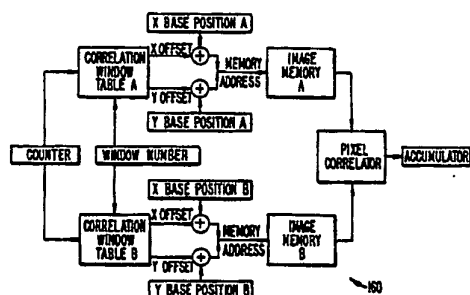 X BASE POSITION A
CORRELATION
WINDOW
TABLE A
X OFFSET
Y OFFSET
MEMORY
ADDRESS
IMAGE
MEMORY
A
Y BASE POSITION A
COUNTER
WINDOW NUMBER
PIXEL
CORRELATOR
ACCUMULATOR
X BASE POSITION B
CORRELATION
WINDOW
TABLE B
X OFFSET
Y OFFSET
MEMORY
ADDRESS
IMAGE
MEMORY
B
Y BASE POSITION B
160